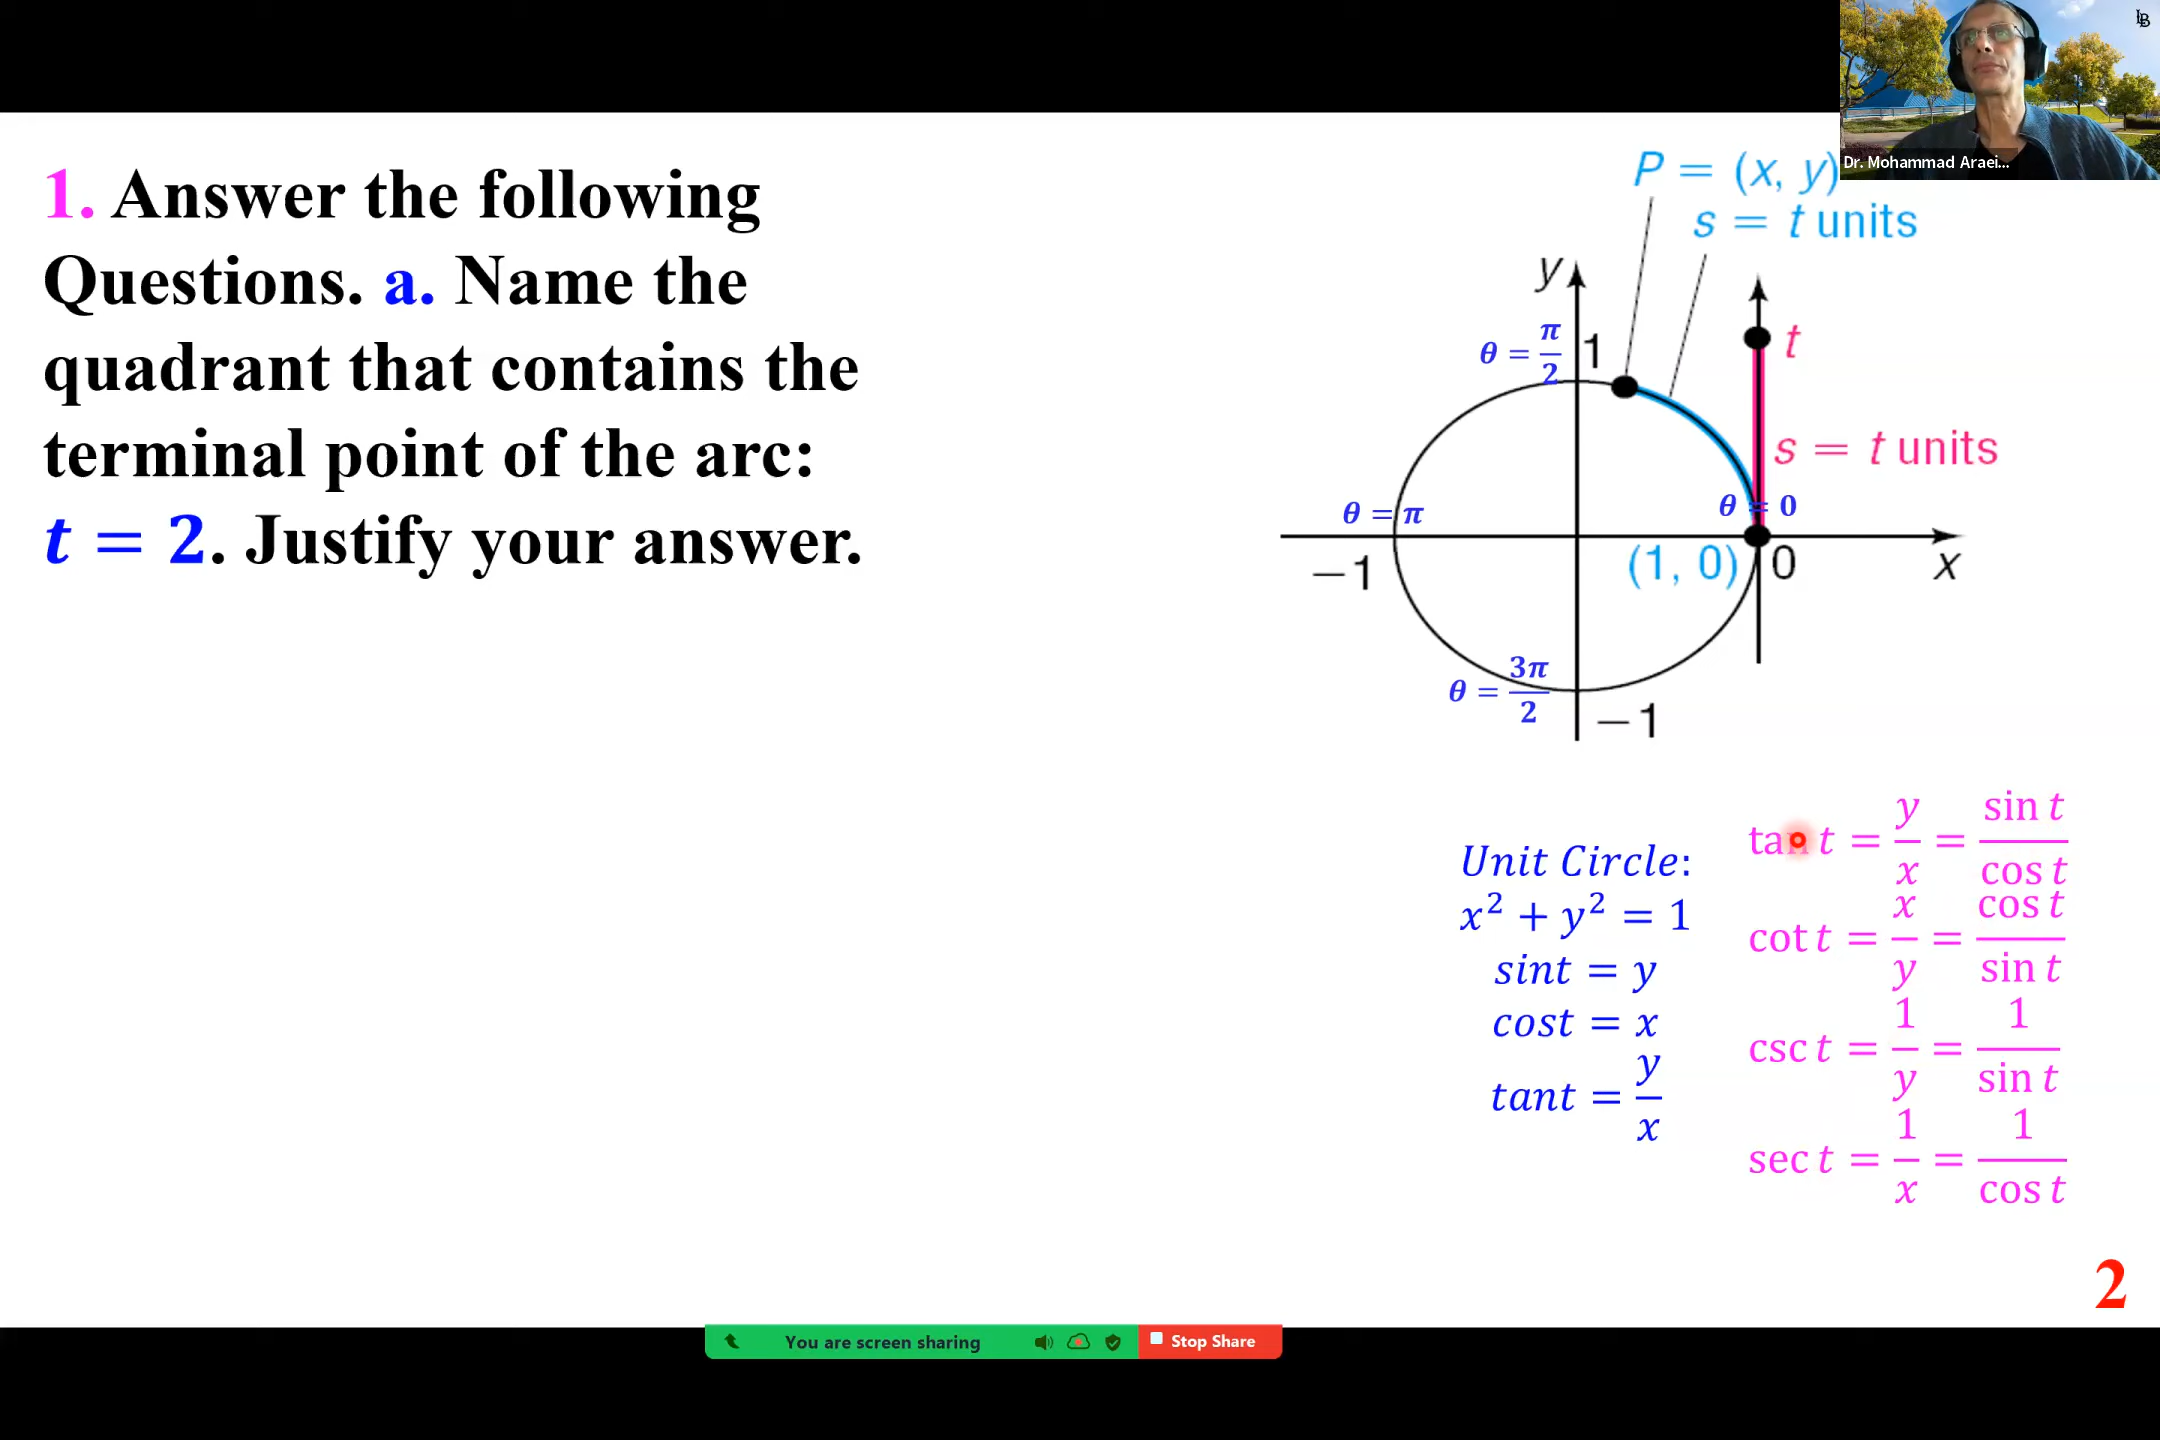 1. Answer the following
Questions. a. Name the
quadrant that contains the
terminal point of the arc:
t = 2. Justify your answer.
Dr. Mohammad Araei...
P = (x, y)
s = t units
y
θ = π/2
1
t
s = t units
θ = π
θ = 0
−1
(1, 0)
0
x
θ = 3π/2
−1
Unit Circle:
x² + y² = 1
sint = y
cost = x
tant = y/x
tan t = y/x = sin t/cos t
cot t = x/y = cos t/sin t
csc t = 1/y = 1/sin t
sec t = 1/x = 1/cos t
2
You are screen sharing
Stop Share